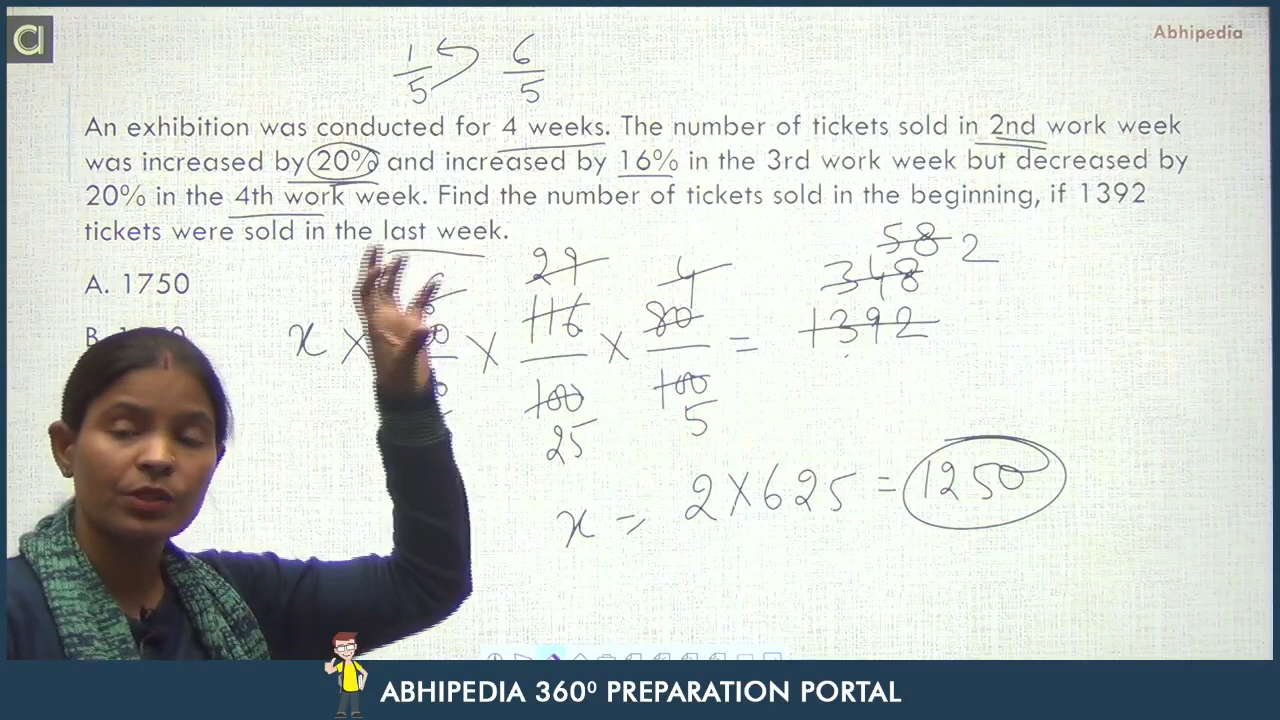 Abhipedia
1/5 6/5
An exhibition was conducted for 4 weeks. The number of tickets sold in 2nd work week
was increased by 20% and increased by 16% in the 3rd work week but decreased by
20% in the 4th work week. Find the number of tickets sold in the beginning, if 1392
tickets were sold in the last week.
A. 1750
B.
58 2
29 4 348
x × × 116/100 × 80/100 = 1392
25 5
x = 2×625 = 1250
ABHIPEDIA 360⁰ PREPARATION PORTAL